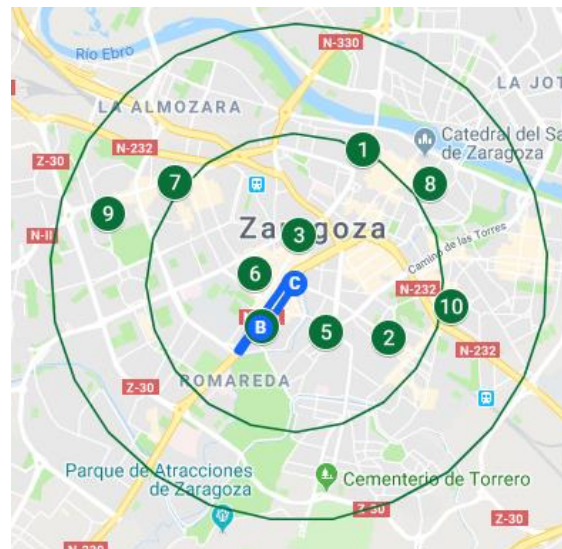 N-330
Río Ebro
LA JOT
LA ALMOZARA
Catedral del Sa
de Zaragoza
Z-30
N-232
1
7
8
9
Zaragoza
3
N-II
Camino de las Torres
6
C
N-232
10
B
5
2
N-232
Z-30
ROMAREDA
Parque de Atracciones
de Zaragoza
Cementerio de Torrero
Z-30
N-330